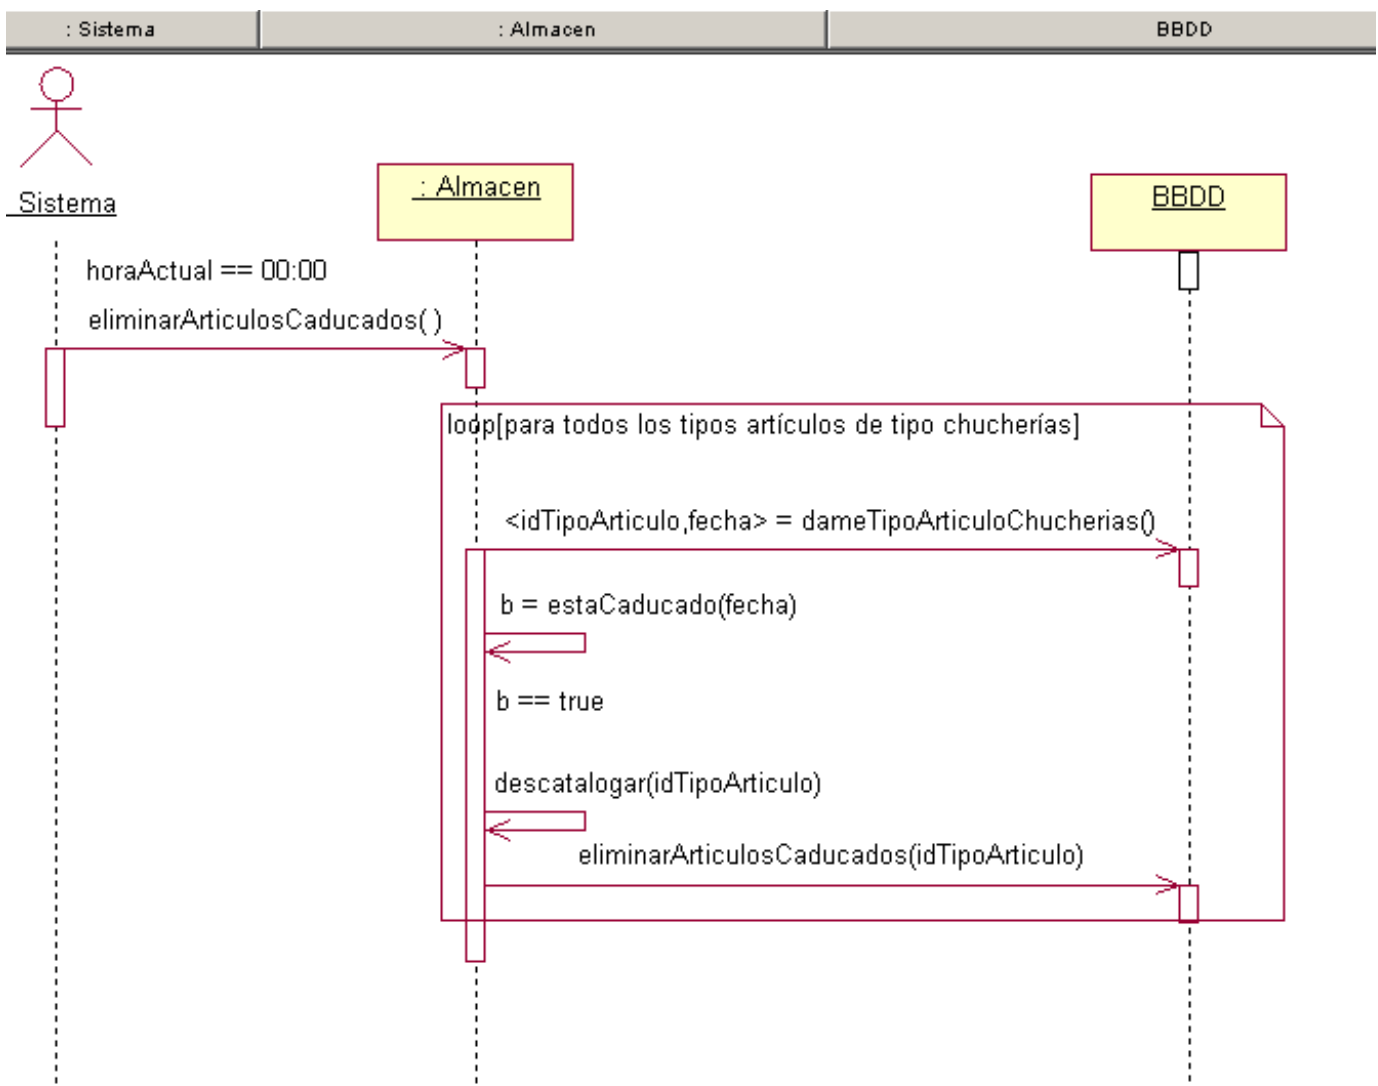 : Sistema
: Almacen
BBDD
Sistema
: Almacen
BBDD
horaActual == 00:00
eliminarArticulosCaducados( )
loop[para todos los tipos artículos de tipo chucherías]
<idTipoArticulo,fecha> = dameTipoArticuloChucherias()
b = estaCaducado(fecha)
b == true
descatalogar(idTipoArticulo)
eliminarArticulosCaducados(idTipoArticulo)